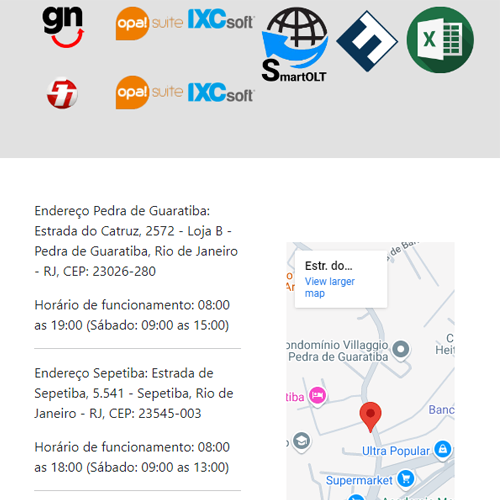 gn
opa! suite
IXCsoft
SmartOLT
X
opa! suite
IXCsoft
Endereço Pedra de Guaratiba:
Estrada do Catruz, 2572 - Loja B -
Pedra de Guaratiba, Rio de Janeiro
- RJ, CEP: 23026-280
Horário de funcionamento: 08:00
as 19:00 (Sábado: 09:00 as 15:00)
Endereço Sepetiba: Estrada de
Sepetiba, 5.541 - Sepetiba, Rio de
Janeiro - RJ, CEP: 23545-003
Horário de funcionamento: 08:00
as 18:00 (Sábado: 09:00 as 13:00)
de Ba
Estr. do...
View larger
map
Ar
ondomínio Villaggio
Pedra de Guaratiba
C
Heit
tiba
Banc
Ultra Popular
Supermarket